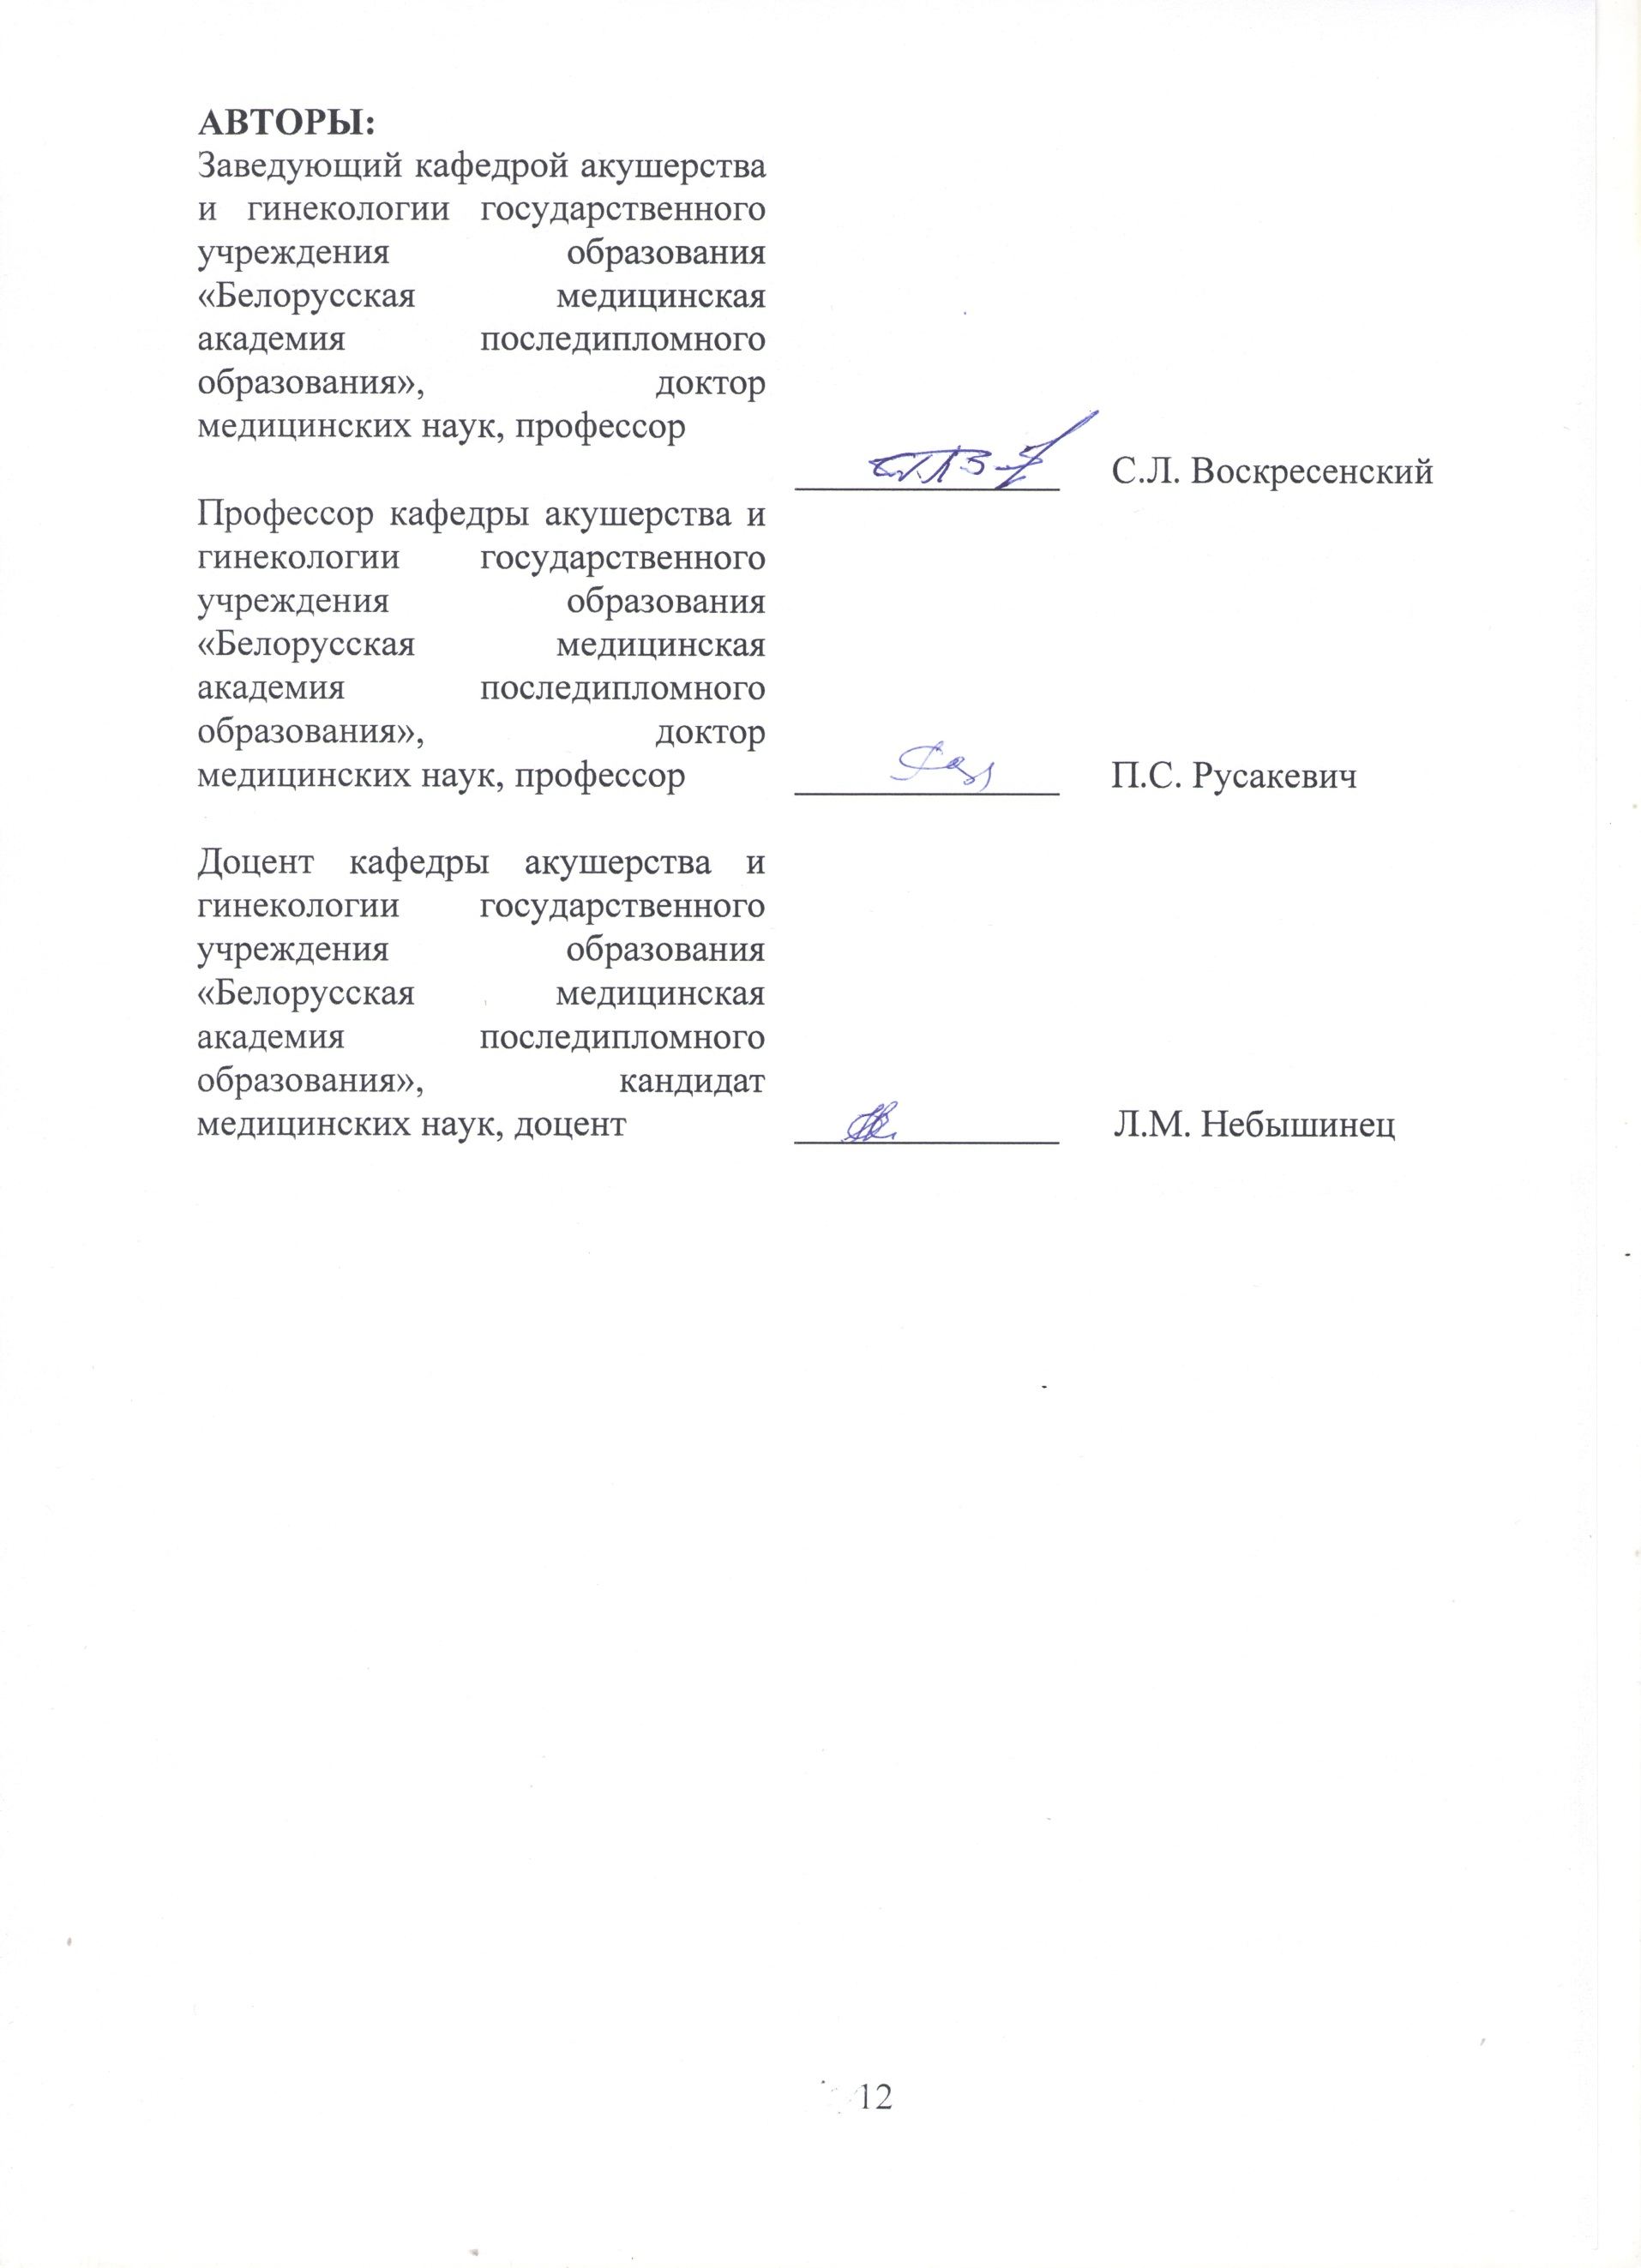 АВТОРЫ:
Заведующий кафедрой акушерства
и гинекологии государственного
учреждения образования
«Белорусская медицинская
академия последипломного
образования», доктор
медицинских наук, профессор
С.Л. Воскресенский
Профессор кафедры акушерства и
гинекологии государственного
учреждения образования
«Белорусская медицинская
академия последипломного
образования», доктор
медицинских наук, профессор П.С. Русакевич
Доцент кафедры акушерства и
гинекологии государственного
учреждения образования
«Белорусская медицинская
академия последипломного
образования», кандидат
медицинских наук, доцент Л.М. Небышинец
12